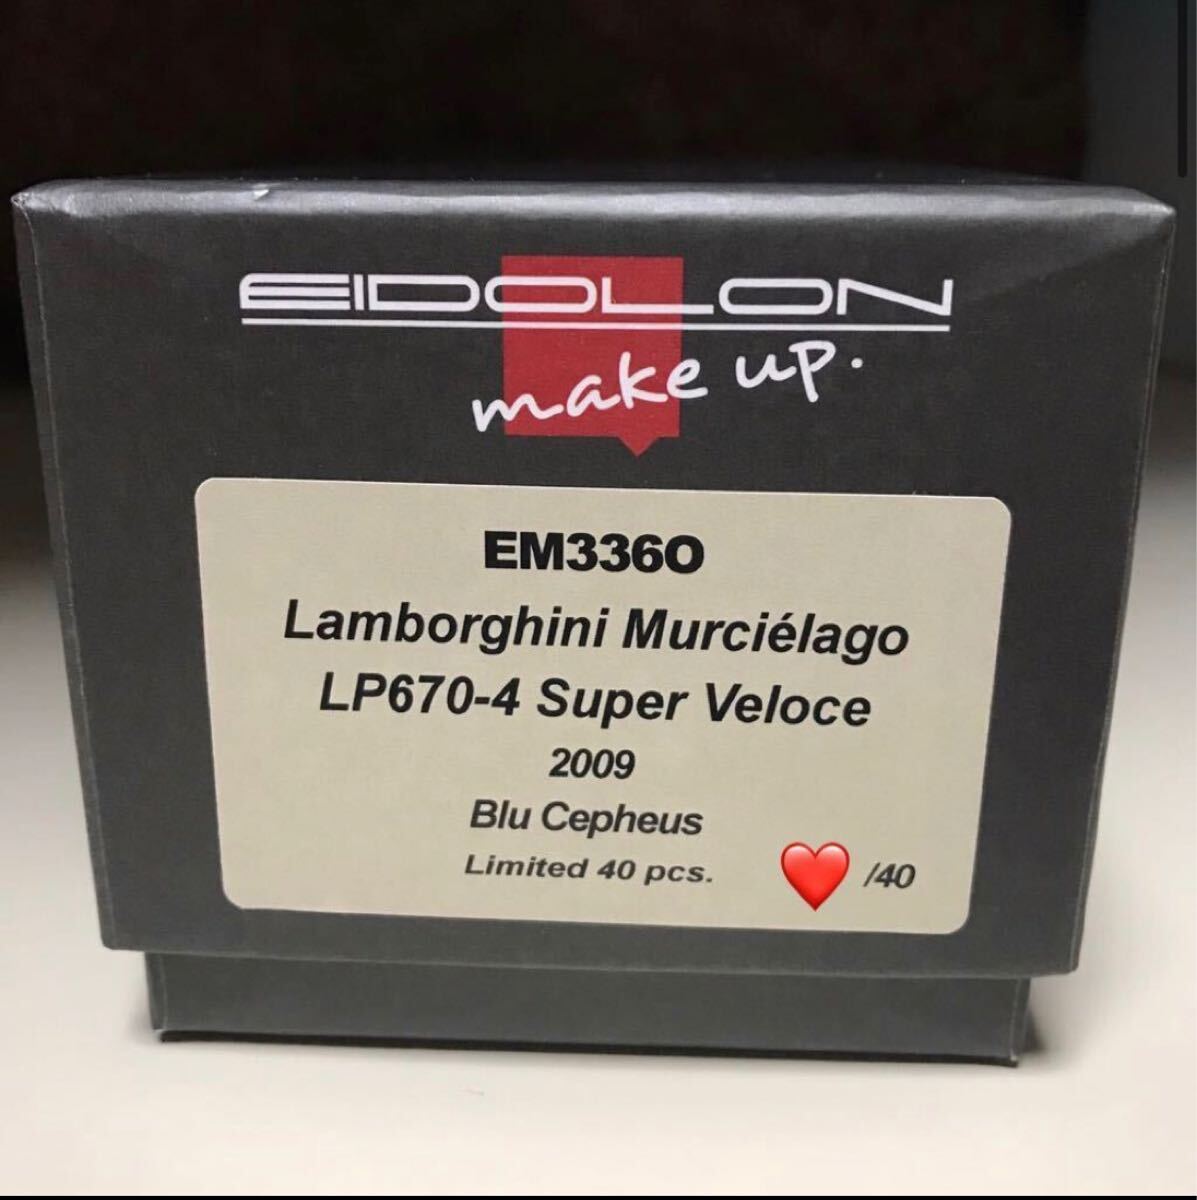 EIDOLON
make up.
EM336O
Lamborghini Murciélago
LP670-4 Super Veloce
2009
Blu Cepheus
Limited 40 pcs. ❤️ /40